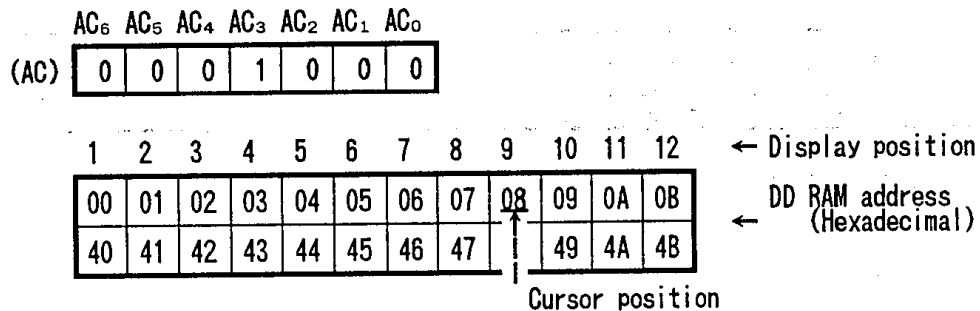 AC₆ AC₅ AC₄ AC₃ AC₂ AC₁ AC₀
(AC) 0 0 0 1 0 0 0
1 2 3 4 5 6 7 8 9 10 11 12 ← Display position
00 01 02 03 04 05 06 07 08 09 0A 0B
DD RAM address
← (Hexadecimal)
40 41 42 43 44 45 46 47 49 4A 4B
Cursor position